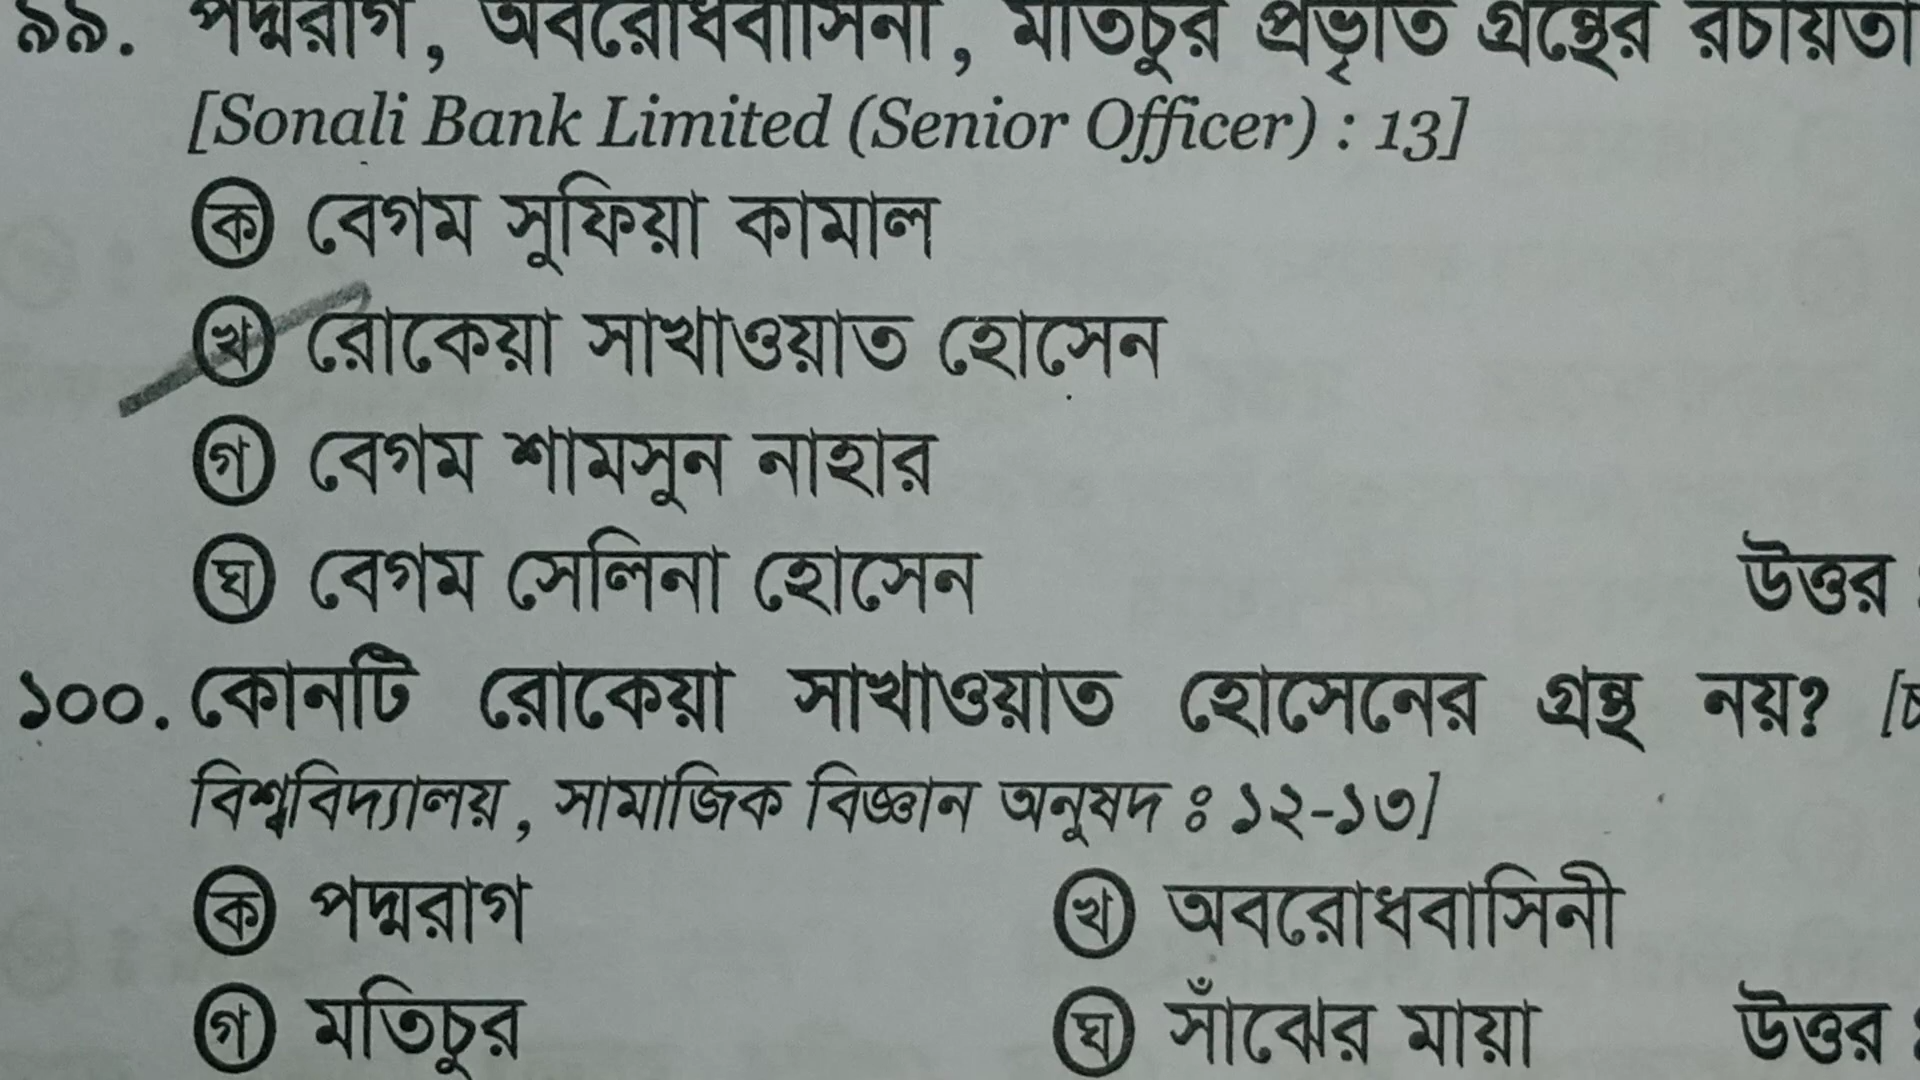 ৯৯. পদ্মরাগ, অবরোধবাসিনী, মতিচুর প্রভৃতি গ্রন্থের রচয়িতা
[Sonali Bank Limited (Senior Officer) : 13]
ক বেগম সুফিয়া কামাল
খ রোকেয়া সাখাওয়াত হোসেন
গ বেগম শামসুন নাহার
ঘ বেগম সেলিনা হোসেন উত্তর :
১০০. কোনটি রোকেয়া সাখাওয়াত হোসেনের গ্রন্থ নয়?
বিশ্ববিদ্যালয়, সামাজিক বিজ্ঞান অনুষদ : ১২-১৩]
ক পদ্মরাগ খ অবরোধবাসিনী
গ মতিচুর ঘ সাঁঝের মায়া উত্তর :